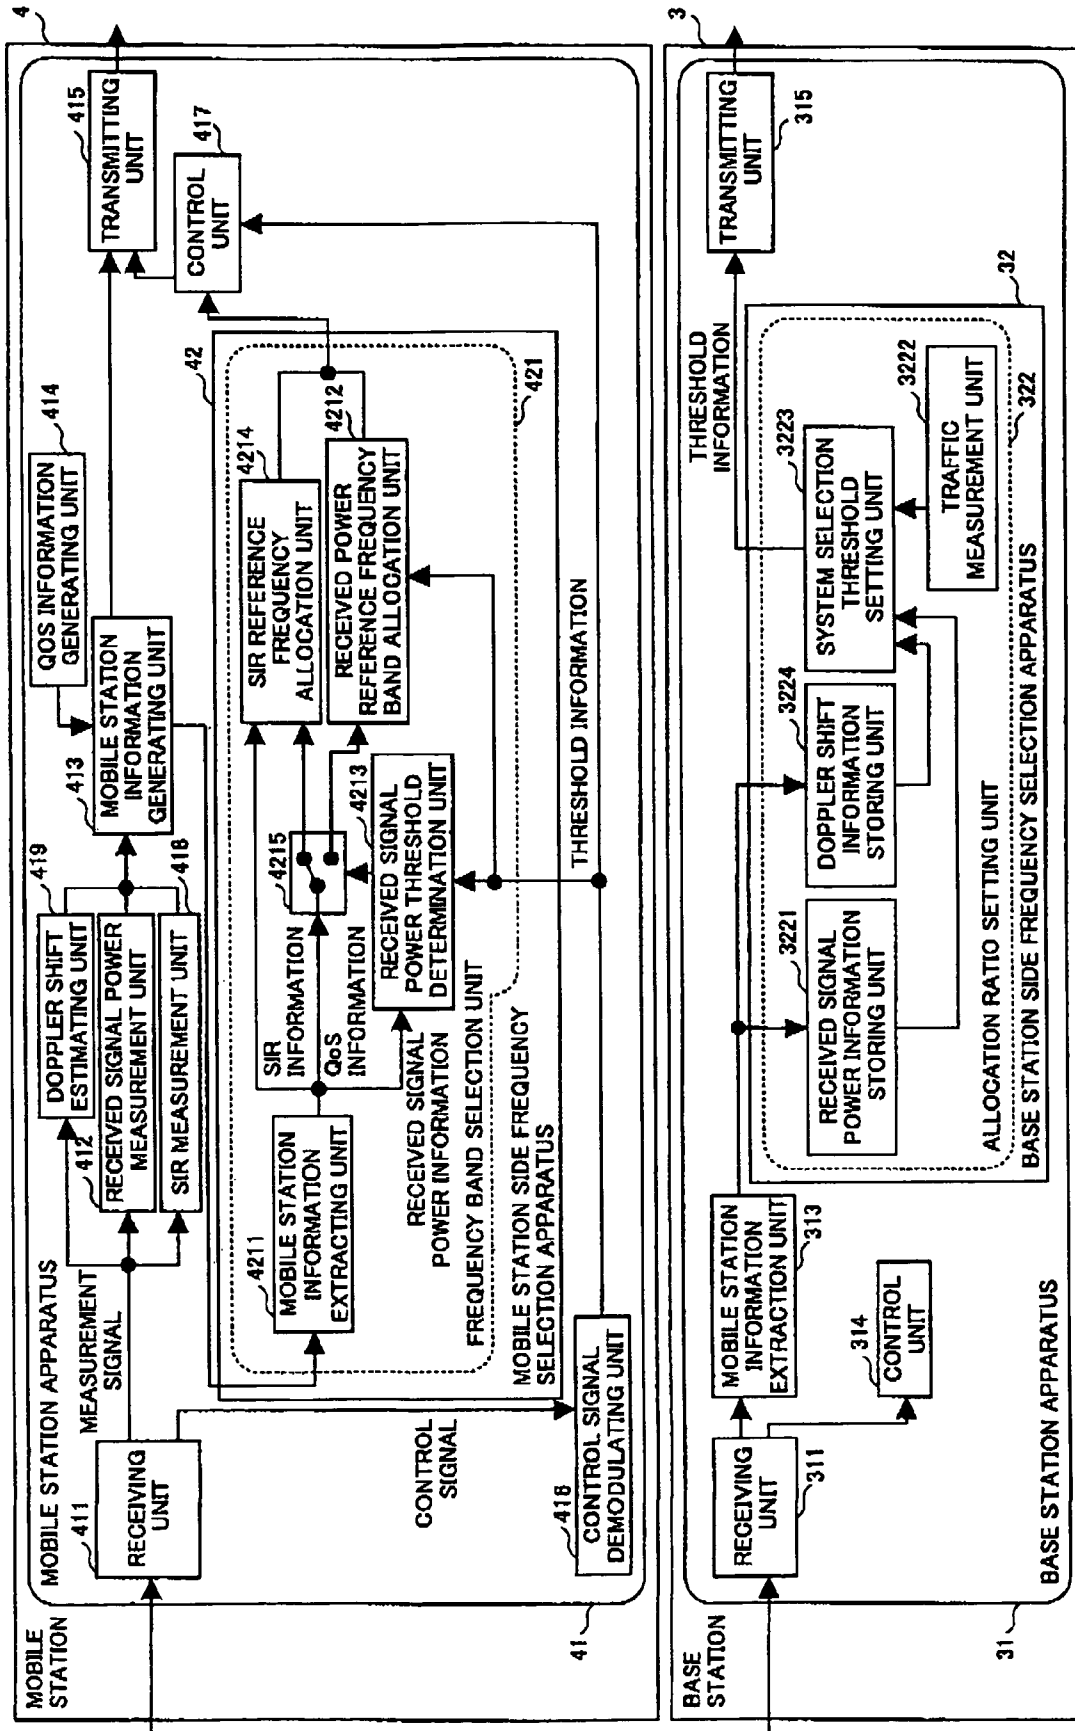 MOBILE
STATION
4
MOBILE STATION APPARATUS
41
411
RECEIVING
UNIT
MEASUREMENT
SIGNAL
CONTROL
SIGNAL
419
DOPPLER SHIFT
ESTIMATING UNIT
412
RECEIVED SIGNAL POWER
MEASUREMENT UNIT
418
SIR MEASUREMENT UNIT
413
MOBILE STATION
INFORMATION
GENERATING UNIT
414
QOS INFORMATION
GENERATING UNIT
415
TRANSMITTING
UNIT
417
CONTROL
UNIT
42
421
4211
MOBILE STATION
INFORMATION
EXTRACTING UNIT
SIR
INFORMATION
QoS
INFORMATION
RECEIVED SIGNAL
POWER INFORMATION
4215
4213
RECEIVED SIGNAL
POWER THRESHOLD
DETERMINATION UNIT
4214
SIR REFERENCE
FREQUENCY
ALLOCATION UNIT
4212
RECEIVED POWER
REFERENCE FREQUENCY
BAND ALLOCATION UNIT
FREQUENCY BAND SELECTION UNIT
MOBILE STATION SIDE FREQUENCY
SELECTION APPARATUS
THRESHOLD INFORMATION
416
CONTROL SIGNAL
DEMODULATING UNIT
BASE
STATION
3
31
BASE STATION APPARATUS
RECEIVING
UNIT
311
MOBILE STATION
INFORMATION
EXTRACTION UNIT
313
314
CONTROL
UNIT
3221
RECEIVED SIGNAL
POWER INFORMATION
STORING UNIT
3224
DOPPLER SHIFT
INFORMATION
STORING UNIT
3223
SYSTEM SELECTION
THRESHOLD
SETTING UNIT
3222
TRAFFIC
MEASUREMENT UNIT
322
32
ALLOCATION RATIO SETTING UNIT
BASE STATION SIDE FREQUENCY SELECTION APPARATUS
THRESHOLD
INFORMATION
TRANSMITTING
UNIT
315